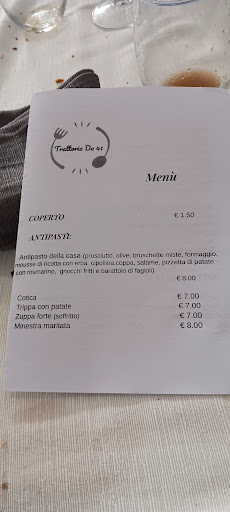 Trattoria Da 41
Menù
COPERTO € 1.50
ANTIPASTI:
Antipasto della casa (prosciutto, olive, bruschette miste, formaggio,
mousse di ricotta con erba cipollina,coppa, salame, pizzetta di patate
con rosmarino, gnocchi fritti e barattolo di fagioli)
€ 8.00
Cotica € 7.00
Trippa con patate € 7.00
Zuppa forte (soffritto) € 7.00
Minestra maritata € 8.00